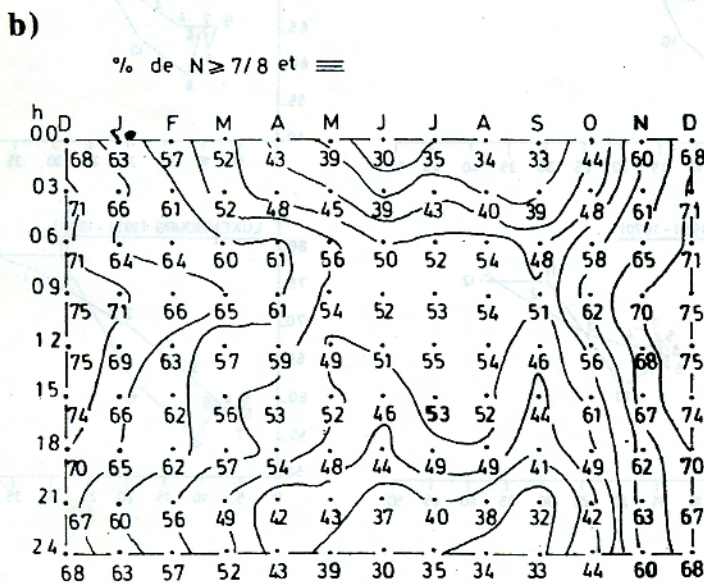 b)
% de N ≥ 7/8 et ≡
h D J F M A M J J A S O N D
00
68 63 57 52 43 39 30 35 34 33 44 60 68
03
71 66 61 52 48 45 39 43 40 39 48 61 71
06
71 64 64 60 61 56 50 52 54 48 58 65 71
09
75 71 66 65 61 54 52 53 54 51 62 70 75
12
75 69 63 57 59 49 51 55 54 46 56 68 75
15
74 66 62 56 53 52 46 53 52 44 61 67 74
18
70 65 62 57 54 48 44 49 49 41 49 62 70
21
67 60 56 49 42 43 37 40 38 32 42 63 67
24
68 63 57 52 43 39 30 35 34 33 44 60 68